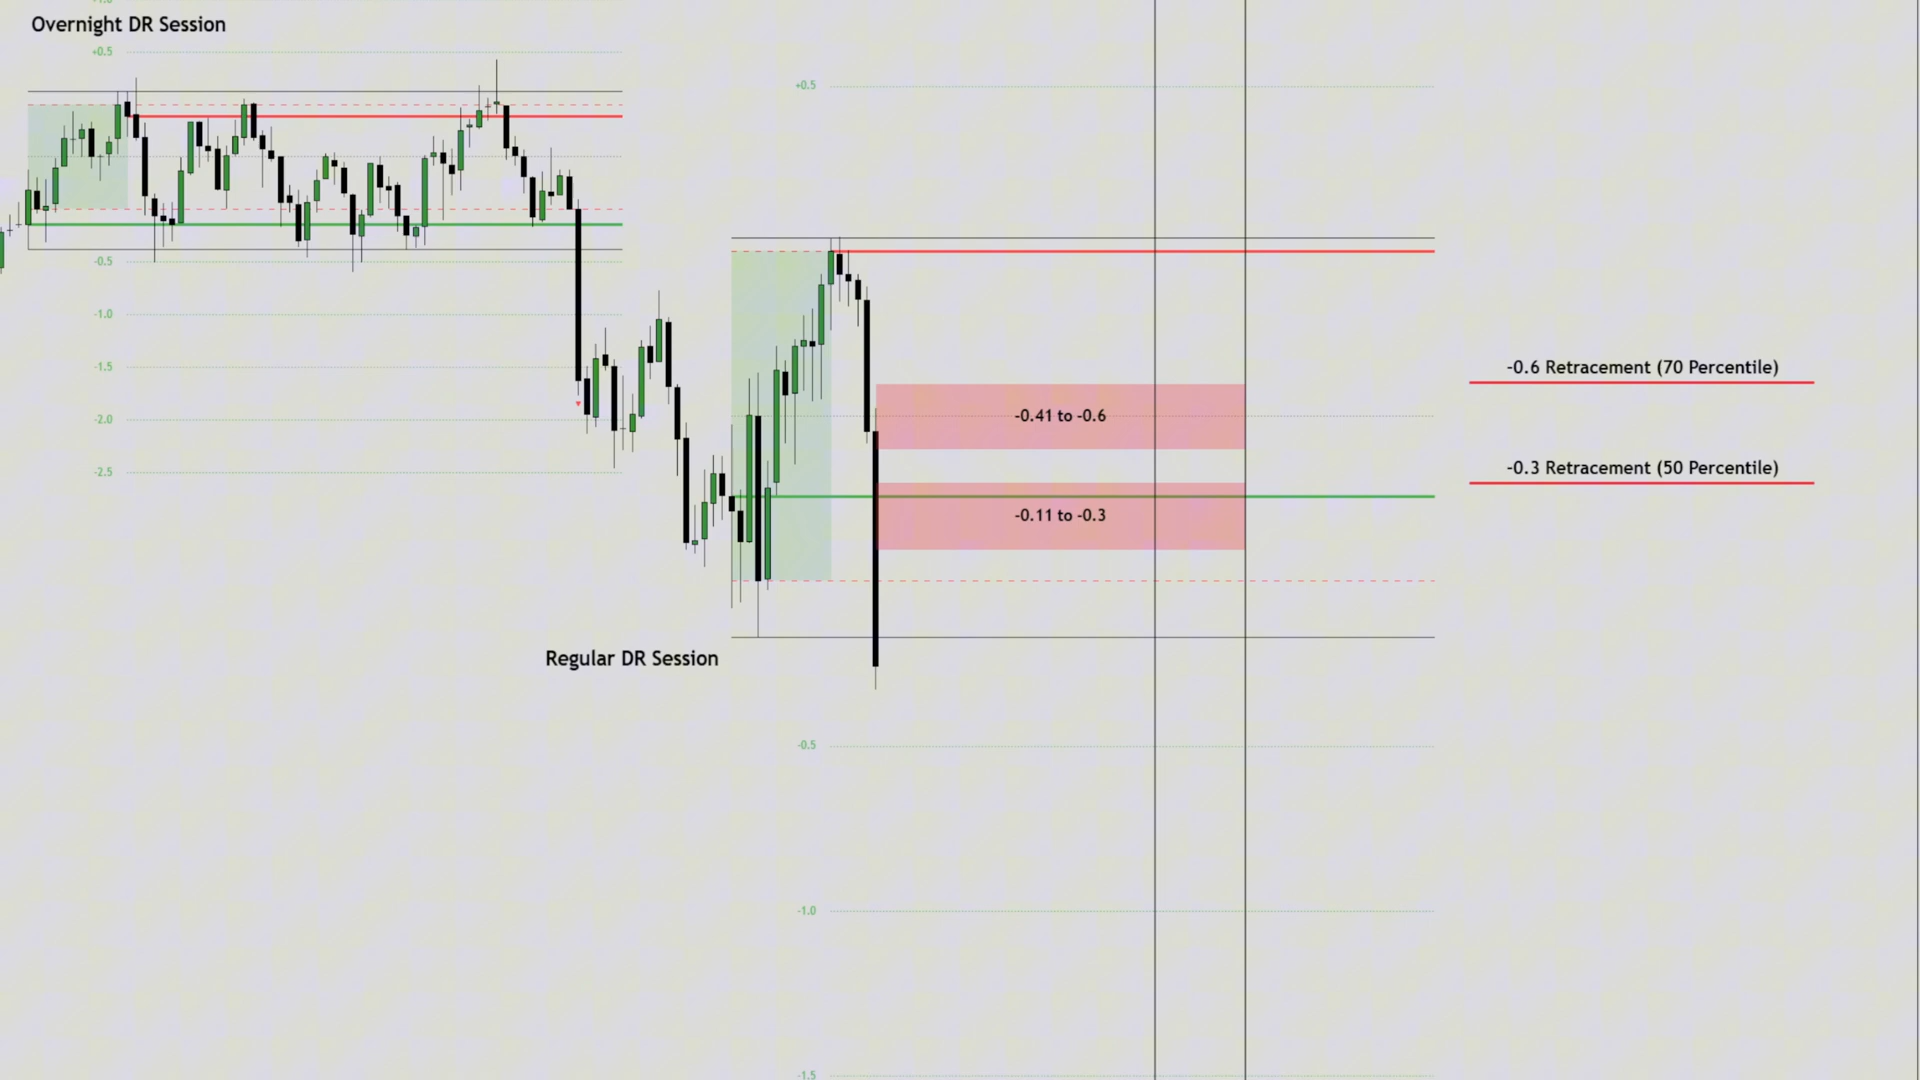 +1.0
Overnight DR Session
+0.5
-0.5
-1.0
-1.5
-2.0
-2.5
+0.5
-0.6 Retracement (70 Percentile)
-0.41 to -0.6
-0.3 Retracement (50 Percentile)
-0.11 to -0.3
Regular DR Session
-0.5
-1.0
-1.5